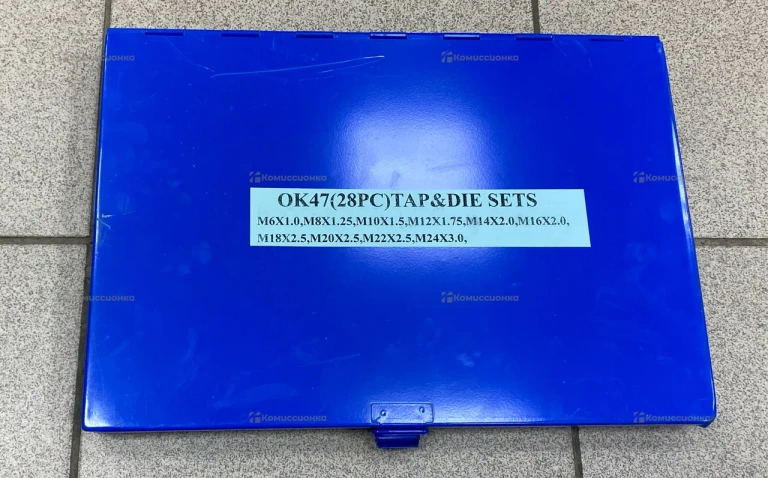 Комиссионка
Комиссионка
Комиссионка
Комиссионка
OK47(28PC)TAP&DIE SETS
M6X1.0,M8X1.25,M10X1.5,M12X1.75,M14X2.0,M16X2.0,
M18X2.5,M20X2.5,M22X2.5,M24X3.0,
Комиссионка
Комиссионка
Комиссионка
Комиссионка